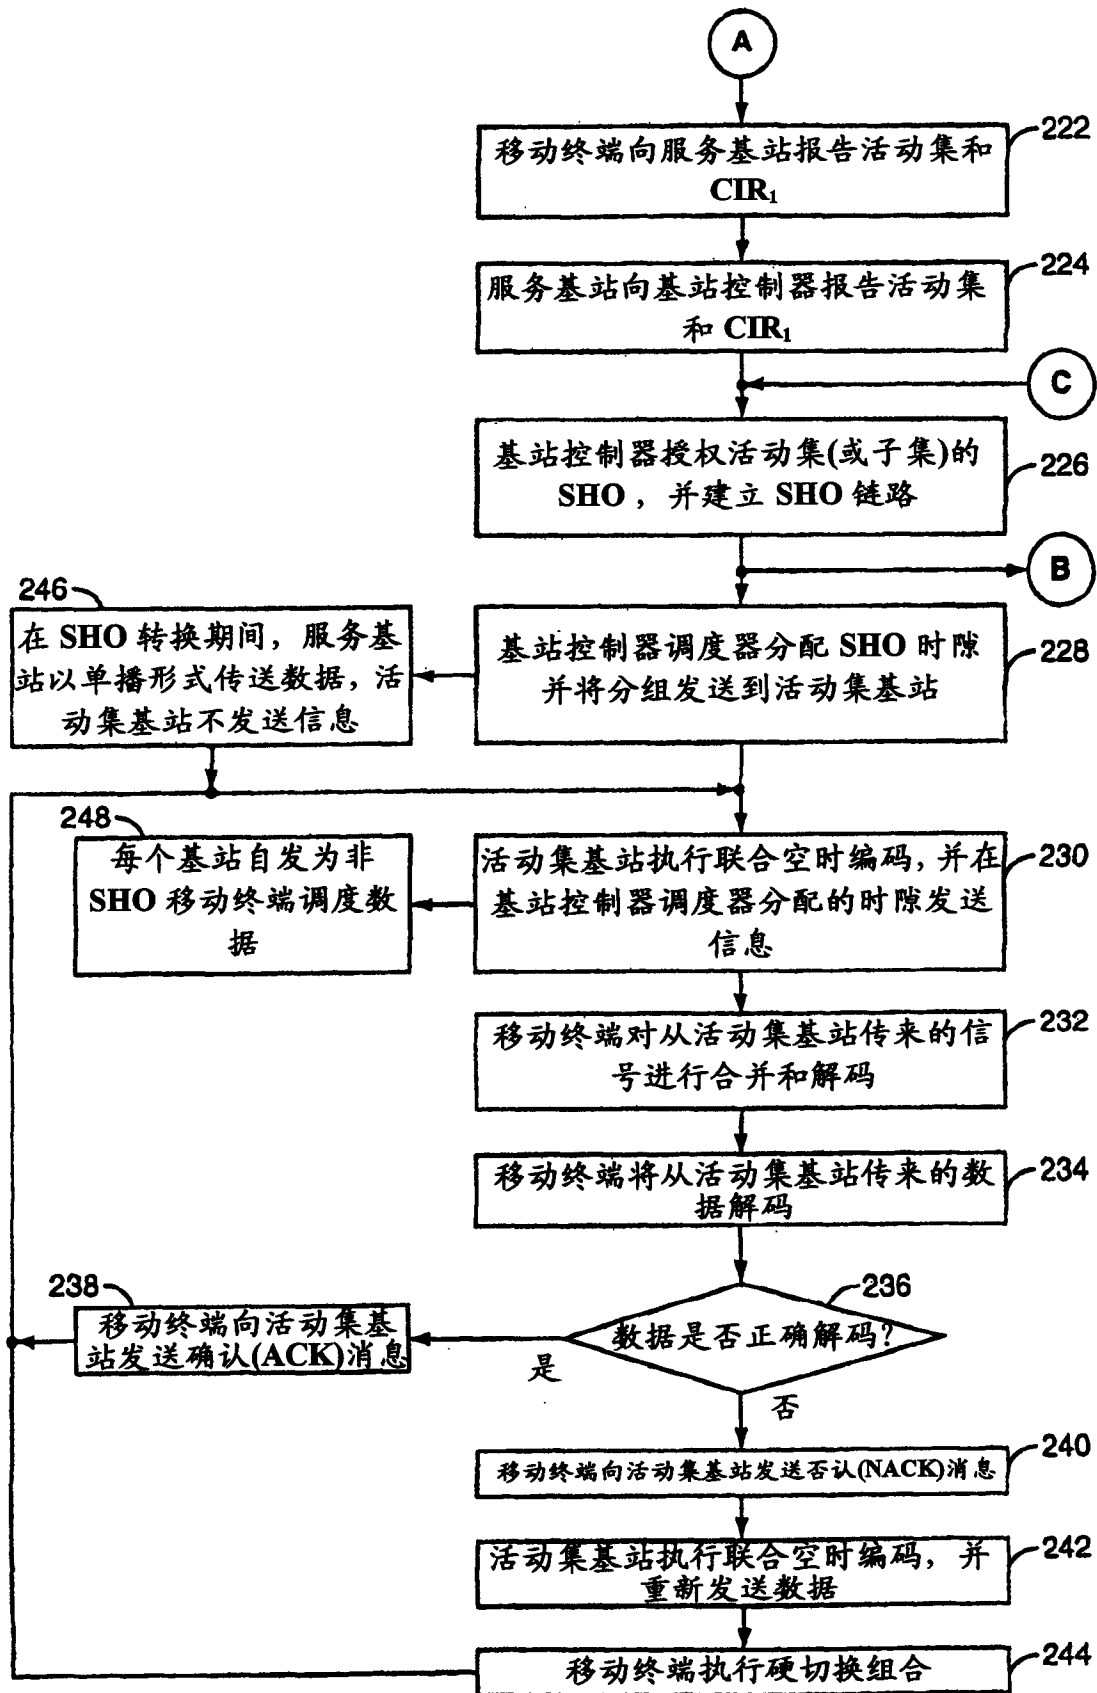 A
222
移动终端向服务基站报告活动集和
CIR₁
224
服务基站向基站控制器报告活动集
和 CIR₁
C
基站控制器授权活动集(或子集)的
SHO，并建立 SHO 链路
226
B
246
在 SHO 转换期间，服务基
站以单播形式传送数据，活
动集基站不发送信息
基站控制器调度器分配 SHO 时隙
并将分组发送到活动集基站
228
248
每个基站自发为非
SHO 移动终端调度数
据
活动集基站执行联合空时编码，并在
基站控制器调度器分配的时隙发送
信息
230
移动终端对从活动集基站传来的信
号进行合并和解码
232
移动终端将从活动集基站传来的数
据解码
234
236
数据是否正确解码？
238
移动终端向活动集基
站发送确认(ACK)消息
是
否
240
移动终端向活动集基站发送否认(NACK)消息
活动集基站执行联合空时编码，并
重新发送数据
242
移动终端执行硬切换组合
244